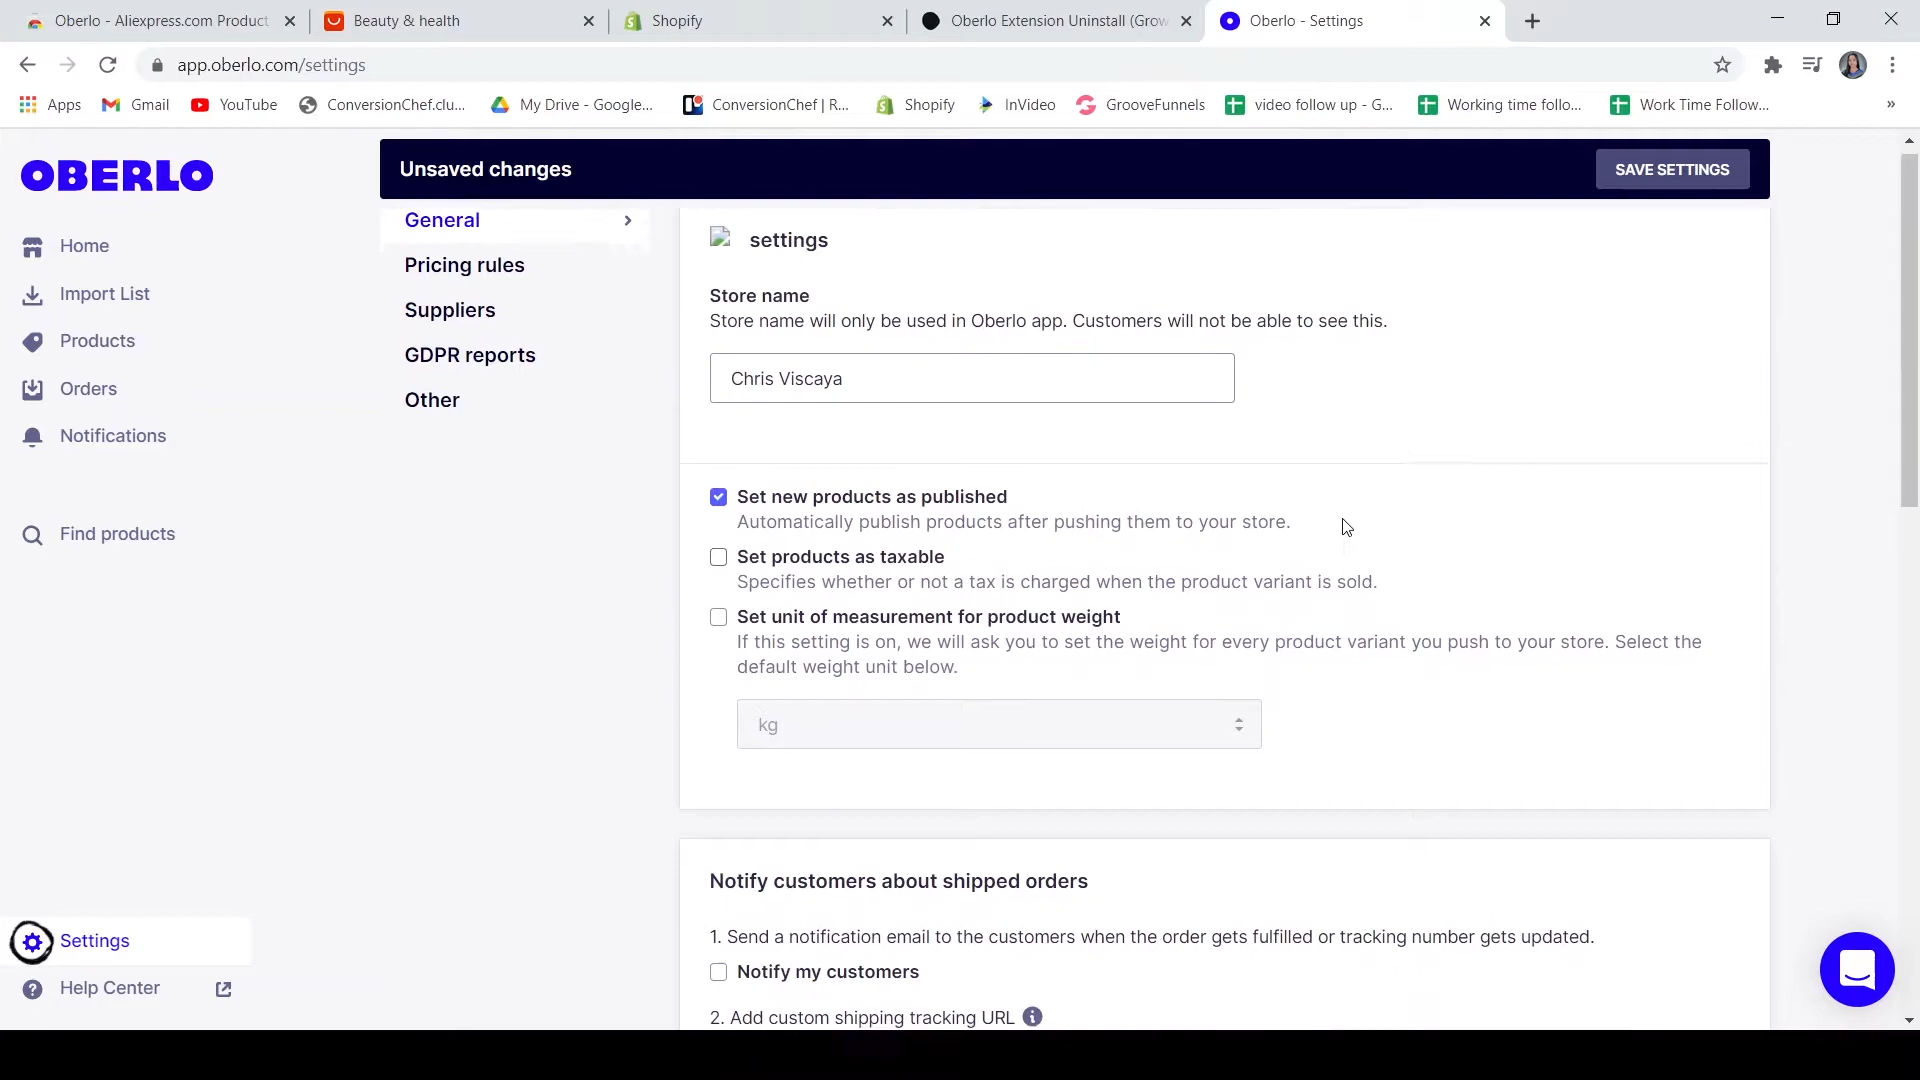 Oberlo - Aliexpress.com Product
Beauty & health
Shopify
Oberlo Extension Uninstall (Grow
Oberlo - Settings
app.oberlo.com/settings
Apps
Gmail
YouTube
ConversionChef.clu...
My Drive - Google...
ConversionChef | R...
Shopify
InVideo
GrooveFunnels
video follow up - G...
Working time follo...
Work Time Follow...
»
OBERLO
Unsaved changes
SAVE SETTINGS
Home
Import List
Products
Orders
Notifications
Find products
Settings
Help Center
General
Pricing rules
Suppliers
GDPR reports
Other
settings
Store name
Store name will only be used in Oberlo app. Customers will not be able to see this.
Chris Viscaya
Set new products as published
Automatically publish products after pushing them to your store.
Set products as taxable
Specifies whether or not a tax is charged when the product variant is sold.
Set unit of measurement for product weight
If this setting is on, we will ask you to set the weight for every product variant you push to your store. Select the
default weight unit below.
kg
Notify customers about shipped orders
1. Send a notification email to the customers when the order gets fulfilled or tracking number gets updated.
Notify my customers
2. Add custom shipping tracking URL